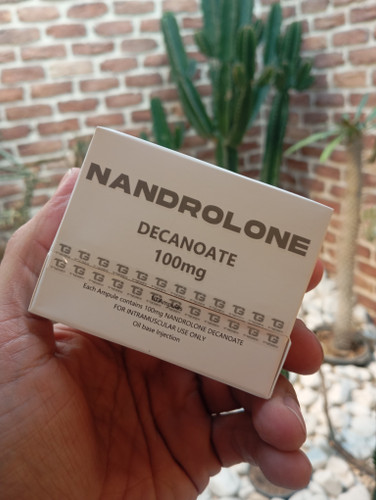 NANDROLONE
DECANOATE
100mg
Each Ampule contains 100mg NANDROLONE DECANOATE
FOR INTRAMUSCULAR USE ONLY
Oil base injection